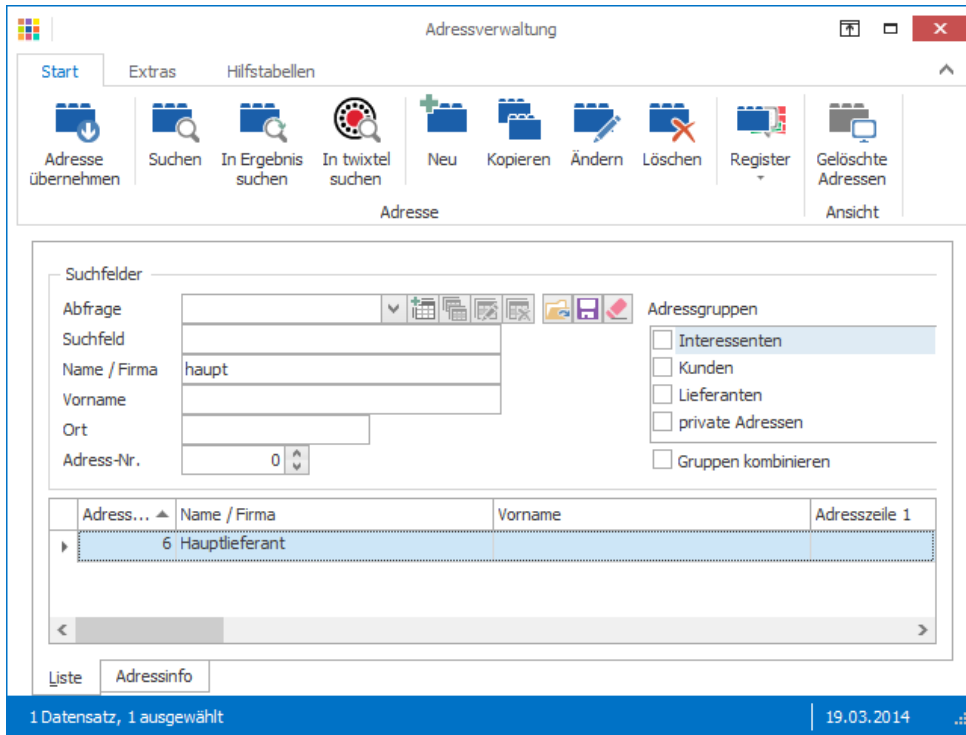 Adressverwaltung
Start Extras Hilfstabellen
Adresse übernehmen
Suchen
In Ergebnis suchen
In twixtel suchen
Neu
Kopieren
Ändern
Löschen
Register
Gelöschte Adressen
Adresse
Ansicht
Suchfelder
Abfrage
Suchfeld
Name / Firma haupt
Vorname
Ort
Adress-Nr. 0
Adressgruppen
Interessenten
Kunden
Lieferanten
private Adressen
Gruppen kombinieren
Adress... Name / Firma Vorname Adresszeile 1
6 Hauptlieferant
Liste Adressinfo
1 Datensatz, 1 ausgewählt 19.03.2014